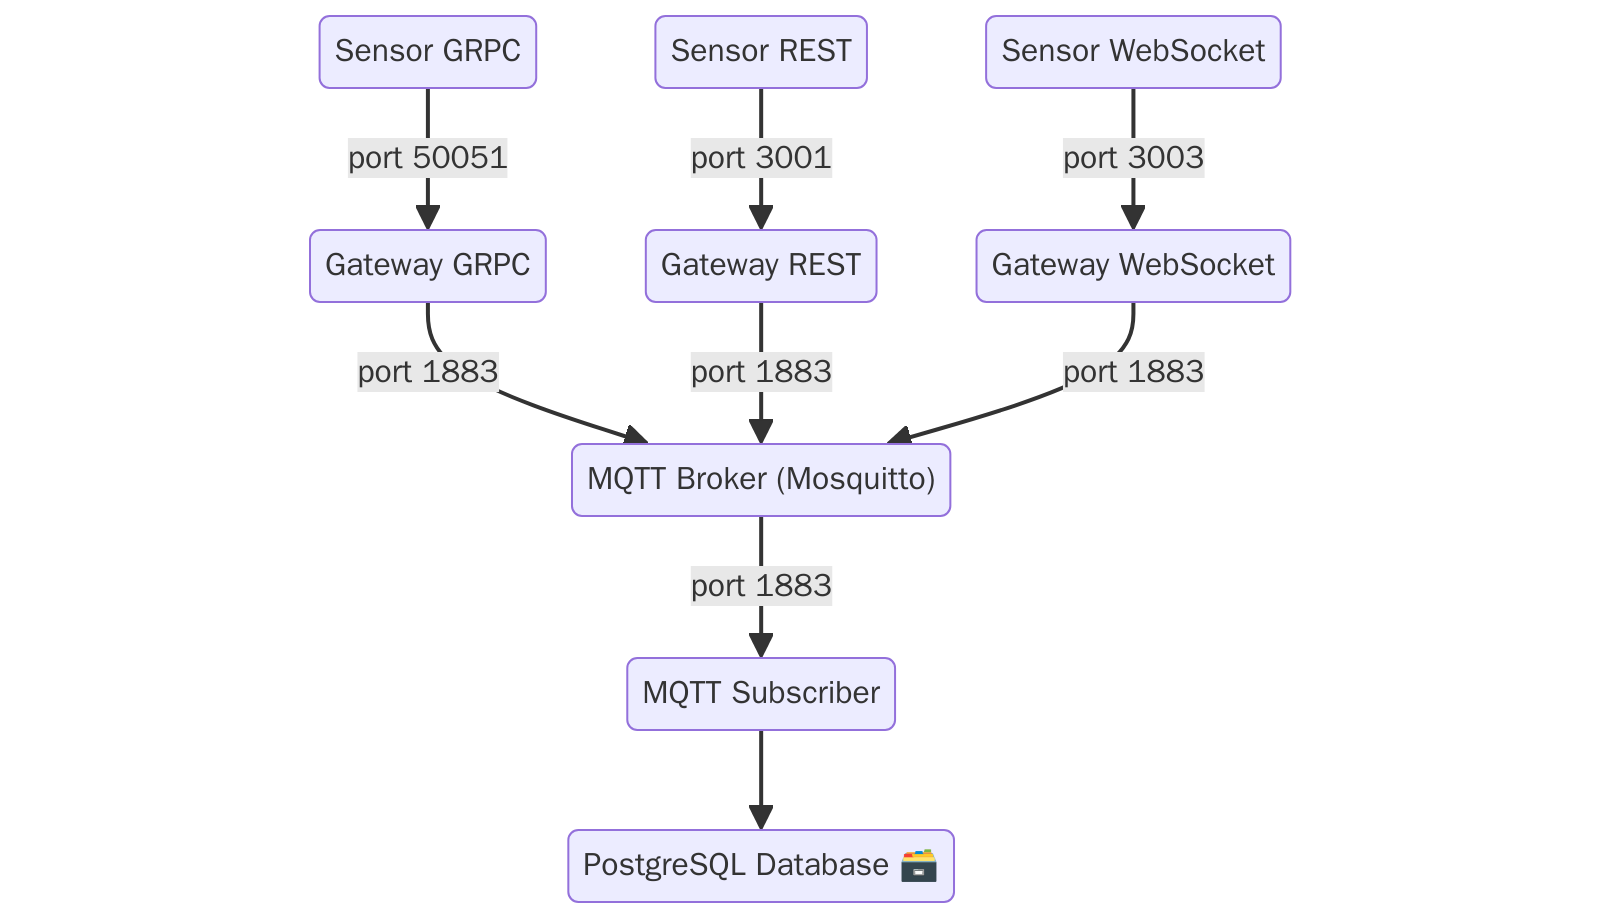 Sensor GRPC
Sensor REST
Sensor WebSocket
port 50051
port 3001
port 3003
Gateway GRPC
Gateway REST
Gateway WebSocket
port 1883
port 1883
port 1883
MQTT Broker (Mosquitto)
port 1883
MQTT Subscriber
PostgreSQL Database 🗃️